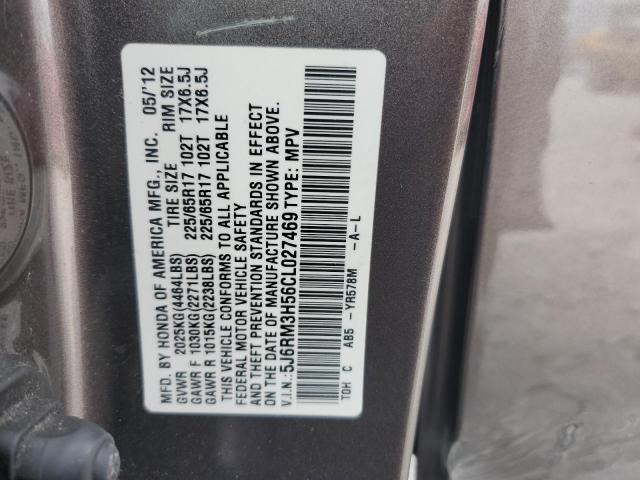 MFD. BY HONDA OF AMERICA MFG., INC. 05/'12
GVWR 2025KG(4464LBS) TIRE SIZE RIM SIZE
GAWR F 1030KG(2271LBS) 225/65R17 102T 17X6.5J
GAWR R 1015KG(2238LBS) 225/65R17 102T 17X6.5J
THIS VEHICLE CONFORMS TO ALL APPLICABLE
FEDERAL MOTOR VEHICLE SAFETY
AND THEFT PREVENTION STANDARDS IN EFFECT
ON THE DATE OF MANUFACTURE SHOWN ABOVE.
V.I.N.: 5J6RM3H56CL027469 TYPE: MPV
TOH C AB5 - YR578M -A-L